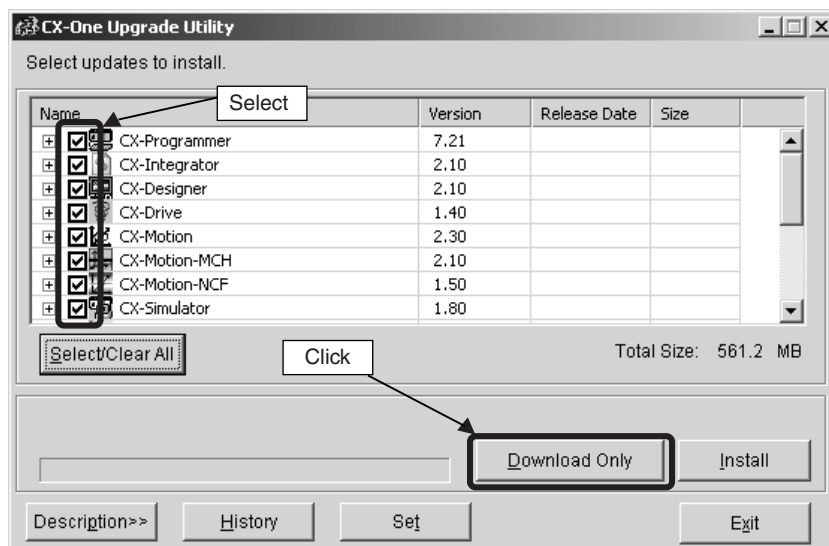 CX-One Upgrade Utility
Select updates to install.
Select
Name Version Release Date Size
CX-Programmer 7.21
CX-Integrator 2.10
CX-Designer 2.10
CX-Drive 1.40
CX-Motion 2.30
CX-Motion-MCH 2.10
CX-Motion-NCF 1.50
CX-Simulator 1.80
Select/Clear All
Click
Total Size: 561.2 MB
Download Only
Install
Description>>
History
Set
Exit